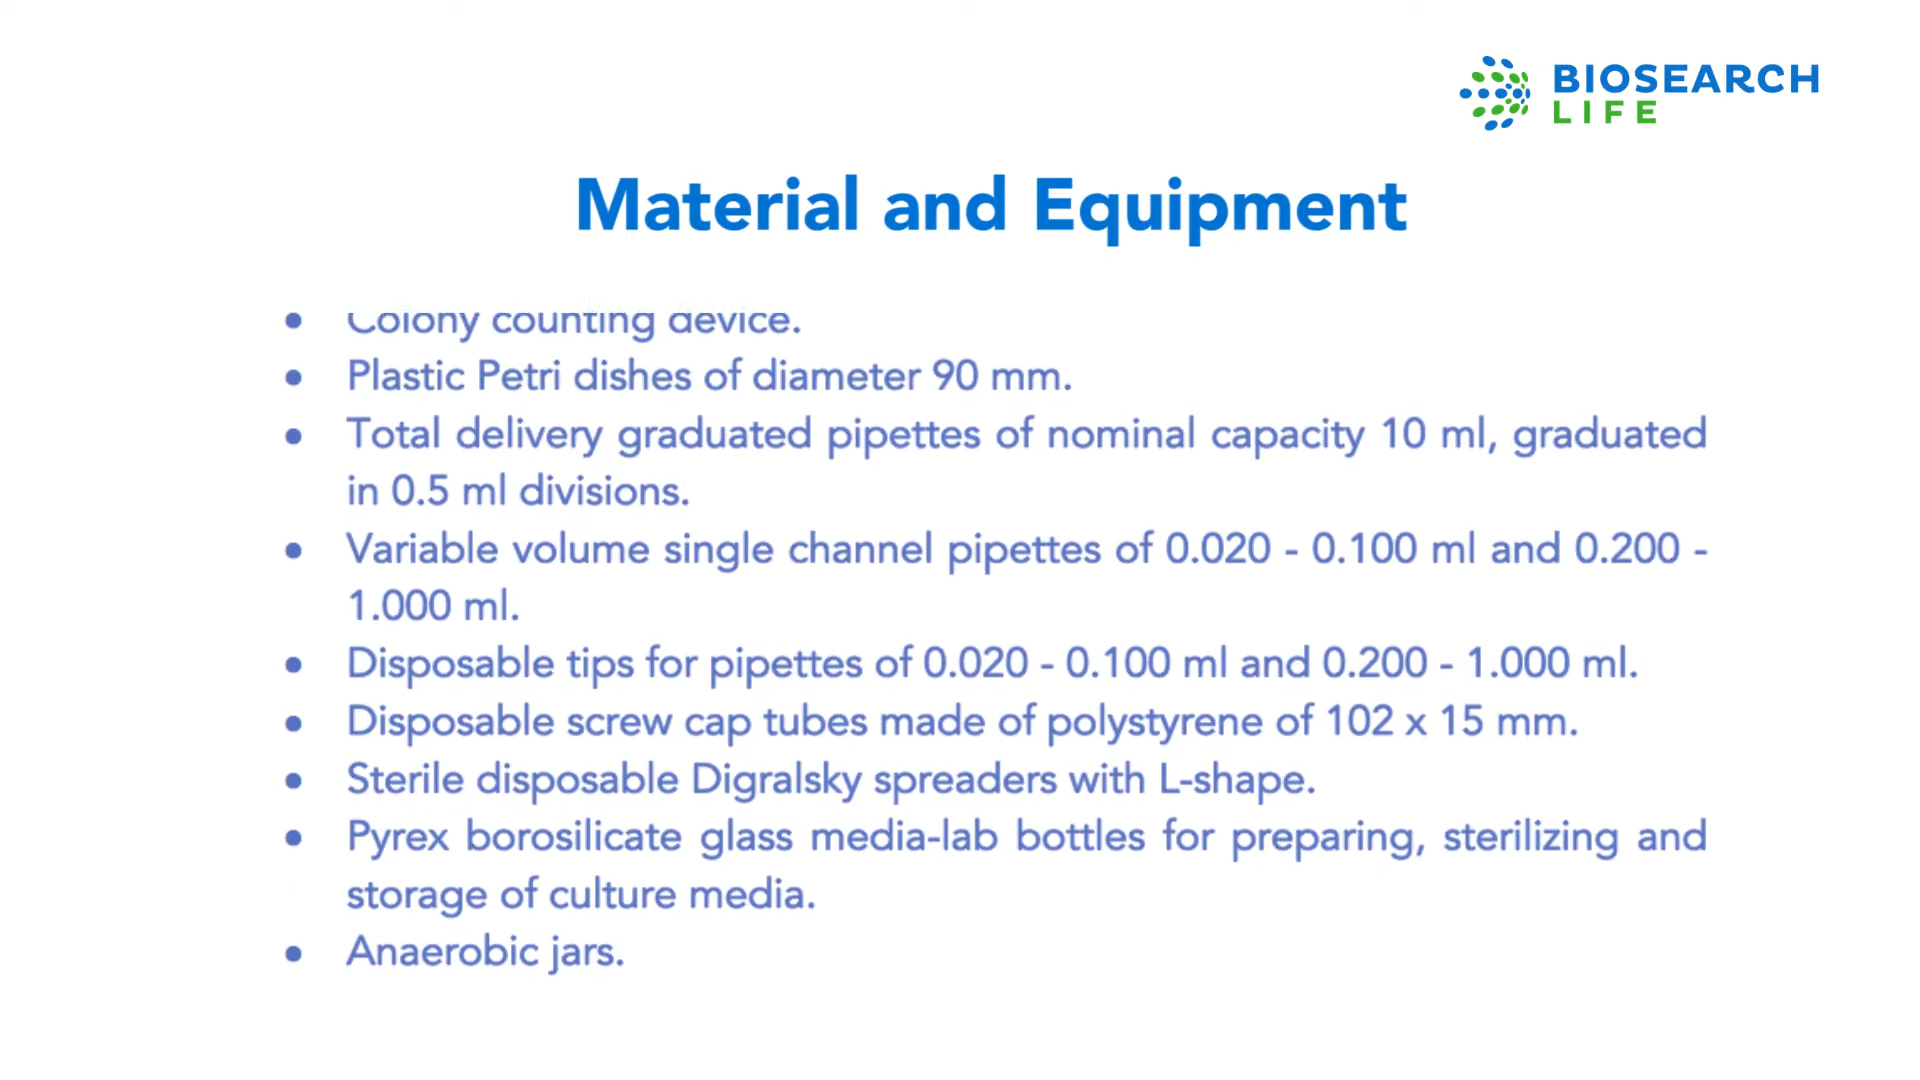 BIOSEARCH
LIFE
Material and Equipment
• Colony counting device.
• Plastic Petri dishes of diameter 90 mm.
• Total delivery graduated pipettes of nominal capacity 10 ml, graduated
in 0.5 ml divisions.
• Variable volume single channel pipettes of 0.020 - 0.100 ml and 0.200 -
1.000 ml.
• Disposable tips for pipettes of 0.020 - 0.100 ml and 0.200 - 1.000 ml.
• Disposable screw cap tubes made of polystyrene of 102 x 15 mm.
• Sterile disposable Digralsky spreaders with L-shape.
• Pyrex borosilicate glass media-lab bottles for preparing, sterilizing and
storage of culture media.
• Anaerobic jars.